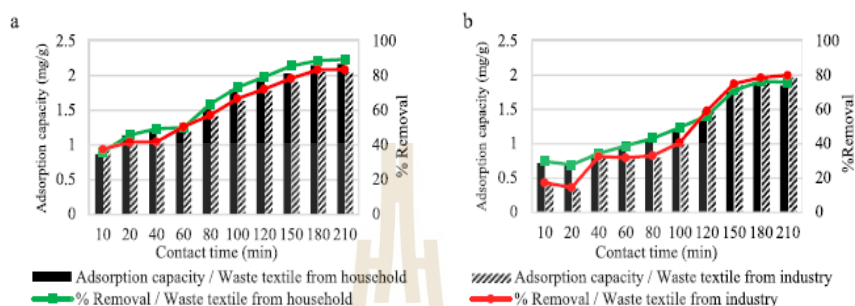 a
2.5
2
1.5
1
0.5
0
Adsorption capacity (mg/g)
100
80
60
40
20
0
% Removal
10 20 40 60 80 100 120 150 180 210
Contact time (min)
b
2.5
2
1.5
1
0.5
0
Adsorption capacity (mg/g)
100
80
60
40
20
0
%Removal
10 20 40 60 80 100 120 150 180 210
Contact time (min)
Adsorption capacity / Waste textile from household
Adsorption capacity / Waste textile from industry
% Removal / Waste textile from household
% Removal / Waste textile from industry